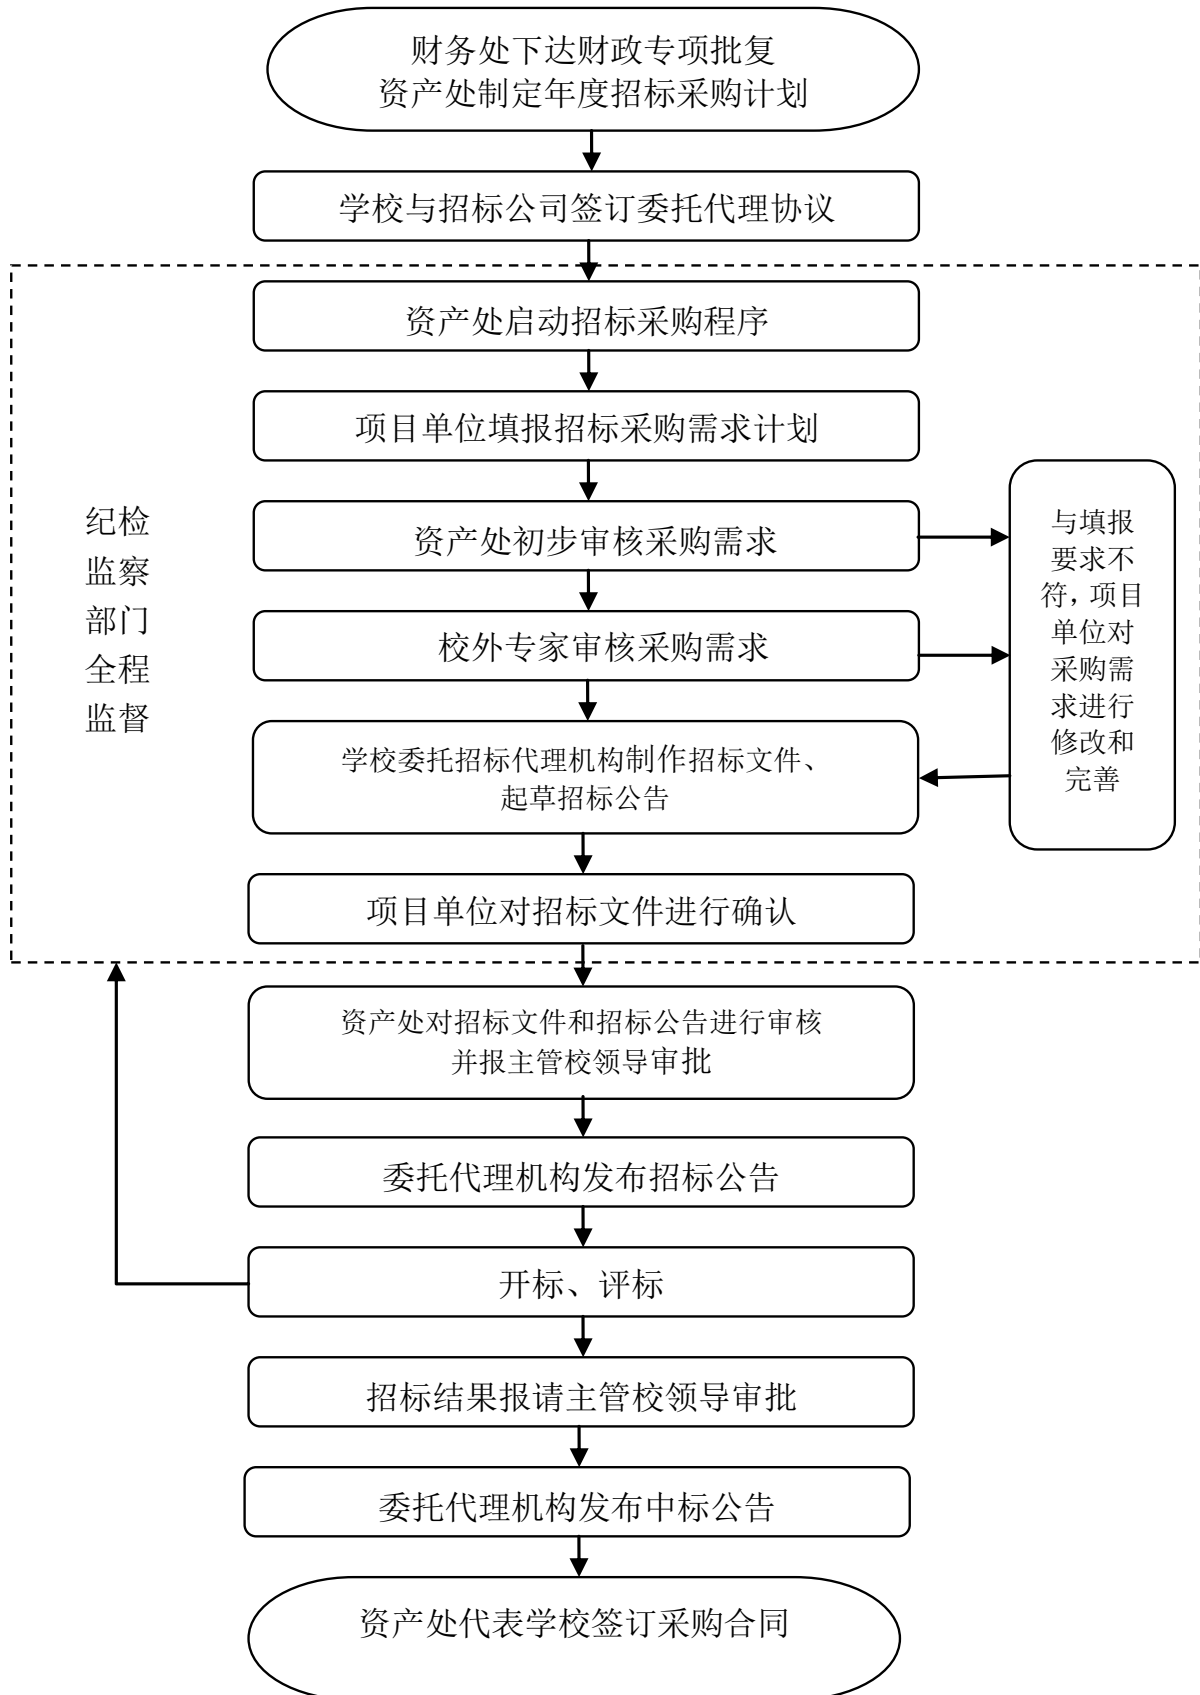 财务处下达财政专项批复
资产处制定年度招标采购计划
学校与招标公司签订委托代理协议
资产处启动招标采购程序
项目单位填报招标采购需求计划
资产处初步审核采购需求
校外专家审核采购需求
学校委托招标代理机构制作招标文件、
起草招标公告
项目单位对招标文件进行确认
纪检
监察
部门
全程
监督
与填报
要求不
符，项目
单位对
采购需
求进行
修改和
完善
资产处对招标文件和招标公告进行审核
并报主管校领导审批
委托代理机构发布招标公告
开标、评标
招标结果报请主管校领导审批
委托代理机构发布中标公告
资产处代表学校签订采购合同